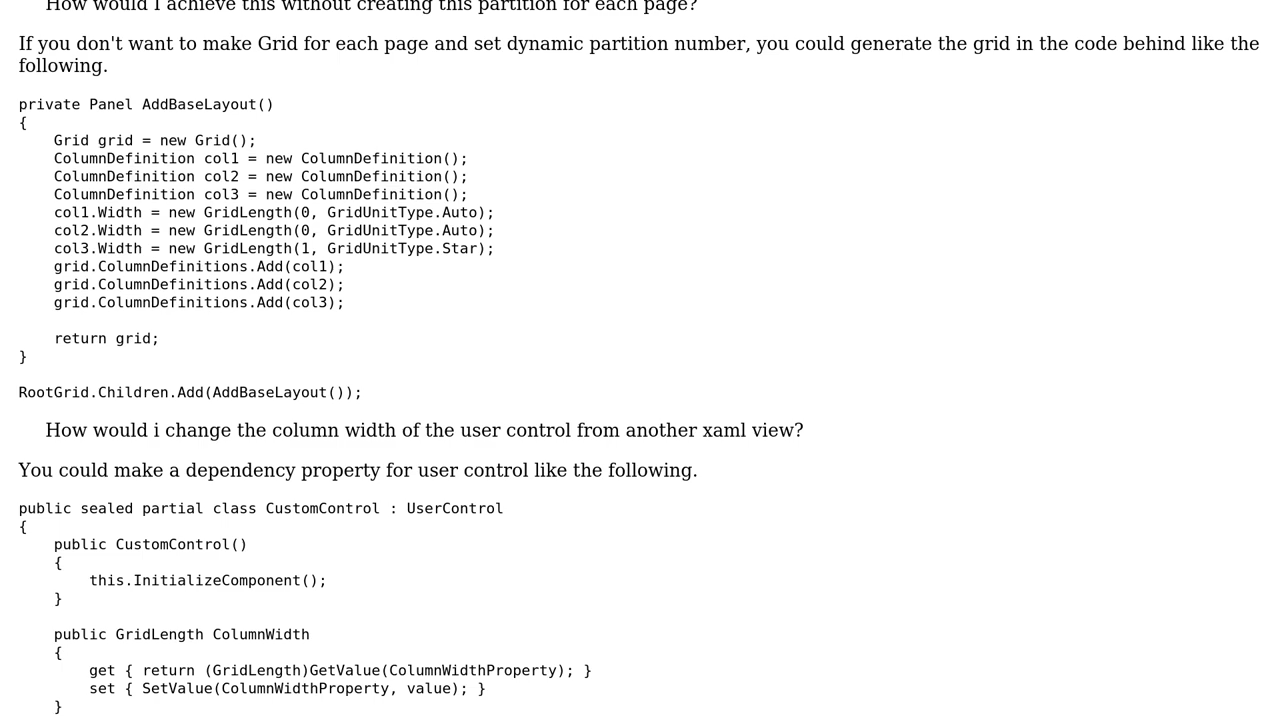 How would I achieve this without creating this partition for each page?
If you don't want to make Grid for each page and set dynamic partition number, you could generate the grid in the code behind like the
following.
private Panel AddBaseLayout()
{
    Grid grid = new Grid();
    ColumnDefinition col1 = new ColumnDefinition();
    ColumnDefinition col2 = new ColumnDefinition();
    ColumnDefinition col3 = new ColumnDefinition();
    col1.Width = new GridLength(0, GridUnitType.Auto);
    col2.Width = new GridLength(0, GridUnitType.Auto);
    col3.Width = new GridLength(1, GridUnitType.Star);
    grid.ColumnDefinitions.Add(col1);
    grid.ColumnDefinitions.Add(col2);
    grid.ColumnDefinitions.Add(col3);
    return grid;
}
RootGrid.Children.Add(AddBaseLayout());
How would i change the column width of the user control from another xaml view?
You could make a dependency property for user control like the following.
public sealed partial class CustomControl : UserControl
{
    public CustomControl()
    {
        this.InitializeComponent();
    }
    public GridLength ColumnWidth
    {
        get { return (GridLength)GetValue(ColumnWidthProperty); }
        set { SetValue(ColumnWidthProperty, value); }
    }